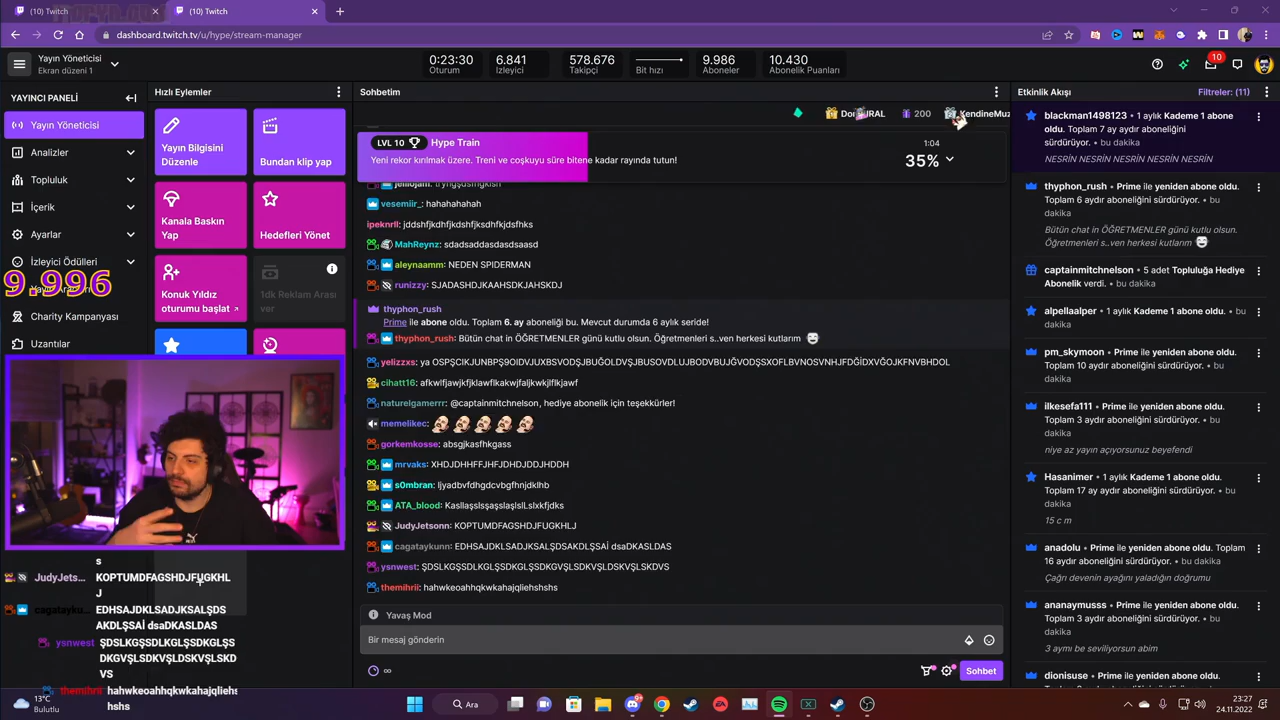 (10) Twitch
(10) Twitch
dashboard.twitch.tv/u/hype/stream-manager
Yayın Yöneticisi
Ekran düzeni 1
0:23:30
Oturum
6.841
İzleyici
578.676
Takipçi
Bit hızı
9.986
Aboneler
10.430
Abonelik Puanları
10
YAYINCI PANELİ
Yayın Yöneticisi
Analizler
Topluluk
İçerik
Ayarlar
İzleyici Ödülleri
9.996
Charity Kampanyası
Uzantılar
Hızlı Eylemler
Yayın Bilgisini
Düzenle
Bundan klip yap
Kanala Baskın
Yap
Hedefleri Yönet
Konuk Yıldız
oturumu başlat
1dk Reklam Arası
ver
Sohbetim
200
KendineMuz
LVL 10
Hype Train
Yeni rekor kırılmak üzere. Treni ve coşkuyu süre bitene kadar rayında tutun!
1:04
35%
vesemiir_: hahahahahah
ipeknrll: jddshfjkdhfjkdshfjksdhfkjdsfhks
MahReynz: sdadsaddasdasdsaasd
aleynaamm: NEDEN SPIDERMAN
runizzy: SJADASHDJKAAHSDKJAHSKDJ
thyphon_rush
Prime ile abone oldu. Toplam 6. ay aboneliği bu. Mevcut durumda 6 aylık seride!
thyphon_rush: Bütün chat in ÖĞRETMENLER günü kutlu olsun. Öğretmenleri s..ven herkesi kutlarım
yelizzxs: ya OSPŞCIKJUNBPŞ9OIDVJUXBSVODŞJBUĞOLDVŞJBUSOVDLUJBODVBUJĞVODŞSXOFLBVNOSVNHJFDĞİDXVĞOJKFNVBHDOL
cihatt16: afkwlfjawjkfjklawflkakwjfaljkwkjlflkjawf
naturelgamerrr: @captainmitchnelson, hediye abonelik için teşekkürler!
memelikec:
gorkemkosse: absgjkasfhkgass
mrvaks: XHDJDHHFFJHFJDHDJDDJHDDH
s0mbran: ljyadbvfdhgdcvbgfhnjdklhb
ATA_blood: KasllaşslşsaşslaşlslLslxkfjdks
JudyJetsonn: KOPTUMDFAGSHDJFUGKHLJ
cagataykunn: EDHSAJDKLSADJKSALŞDSAKDLŞSAİ dsaDKASLDAS
ysnwest: ŞDSLKGŞSDLKGLŞSDKGLŞSSDKGVŞLSDKVŞLDSKVŞLSKDVS
themihrii: hahwkeoahhqkwkahajqliehshshs
Yavaş Mod
Bir mesaj gönderin
Sohbet
Etkinlik Akışı
Filtreler: (11)
blackman1498123 • 1 aylık Kademe 1 abone
oldu. Toplam 7 ay aydır aboneliğini
sürdürüyor. • bu dakika
NESRİN NESRİN NESRİN NESRİN NESRİN
thyphon_rush • Prime ile yeniden abone oldu.
Toplam 6 aydır aboneliğini sürdürüyor. • bu
dakika
Bütün chat in ÖĞRETMENLER günü kutlu olsun.
Öğretmenleri s..ven herkesi kutlarım
captainmitchnelson • 5 adet Topluluğa Hediye
Abonelik verdi. • bu dakika
alpellaalper • 1 aylık Kademe 1 abone oldu. • bu
dakika
pm_skymoon • Prime ile yeniden abone oldu.
Toplam 10 aydır aboneliğini sürdürüyor. • bu
dakika
ilkesefa111 • Prime ile yeniden abone oldu.
Toplam 3 aydır aboneliğini sürdürüyor. • bu
dakika
niye az yayın açıyorsunuz beyefendi
Hasanimer • 1 aylık Kademe 1 abone oldu.
Toplam 17 ay aydır aboneliğini sürdürüyor. • bu
dakika
15 c m
anadolu • Prime ile yeniden abone oldu. Toplam
16 aydır aboneliğini sürdürüyor. • bu dakika
Çağrı devenin ayağını yaladığın doğrumu
ananaymusss • Prime ile yeniden abone oldu.
Toplam 3 aydır aboneliğini sürdürüyor. • bu
dakika
3 aymı be seviliyorsun abim
dionisuse • Prime ile yeniden abone oldu.
s
JudyJets...
KOPTUMDFAGSHDJFUGKHL
J
cagatayku...
EDHSAJDKLSADJKSALŞDS
AKDLŞSAİ dsaDKASLDAS
ysnwest
ŞDSLKGŞSDLKGLŞSDKGLŞS
SDKGVŞLSDKVŞLDSKVŞLSKD
VS
themihrii
hahwkeoahhqkwkahajqliehs
hshs
13°C
Bulutlu
Ara
23:27
24.11.2022